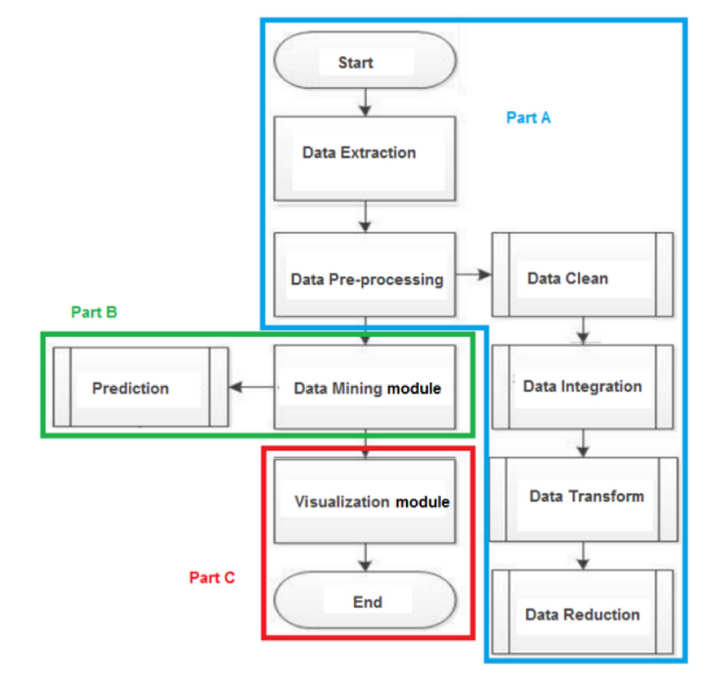 Start
Part A
Data Extraction
Data Pre-processing
Data Clean
Part B
Prediction
Data Mining module
Data Integration
Visualization module
Data Transform
Part C
End
Data Reduction